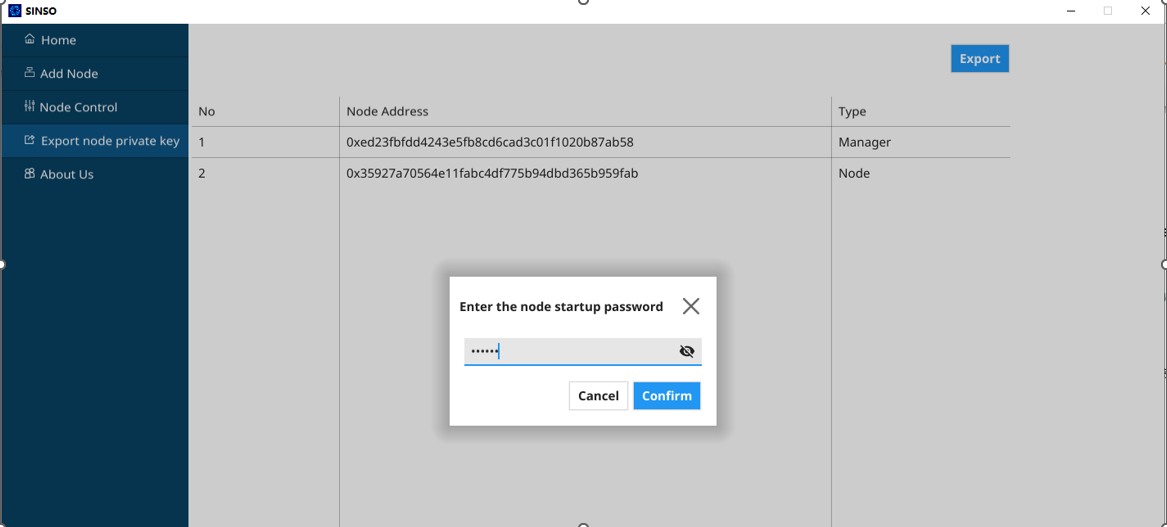 SINSO
Home
Add Node
Node Control
Export node private key
About Us
Export
No Node Address Type
1 0xed23fbfdd4243e5fb8cd6cad3c01f1020b87ab58 Manager
2 0x35927a70564e11fabc4df775b94dbd365b959fab Node
Enter the node startup password
••••••
Cancel Confirm